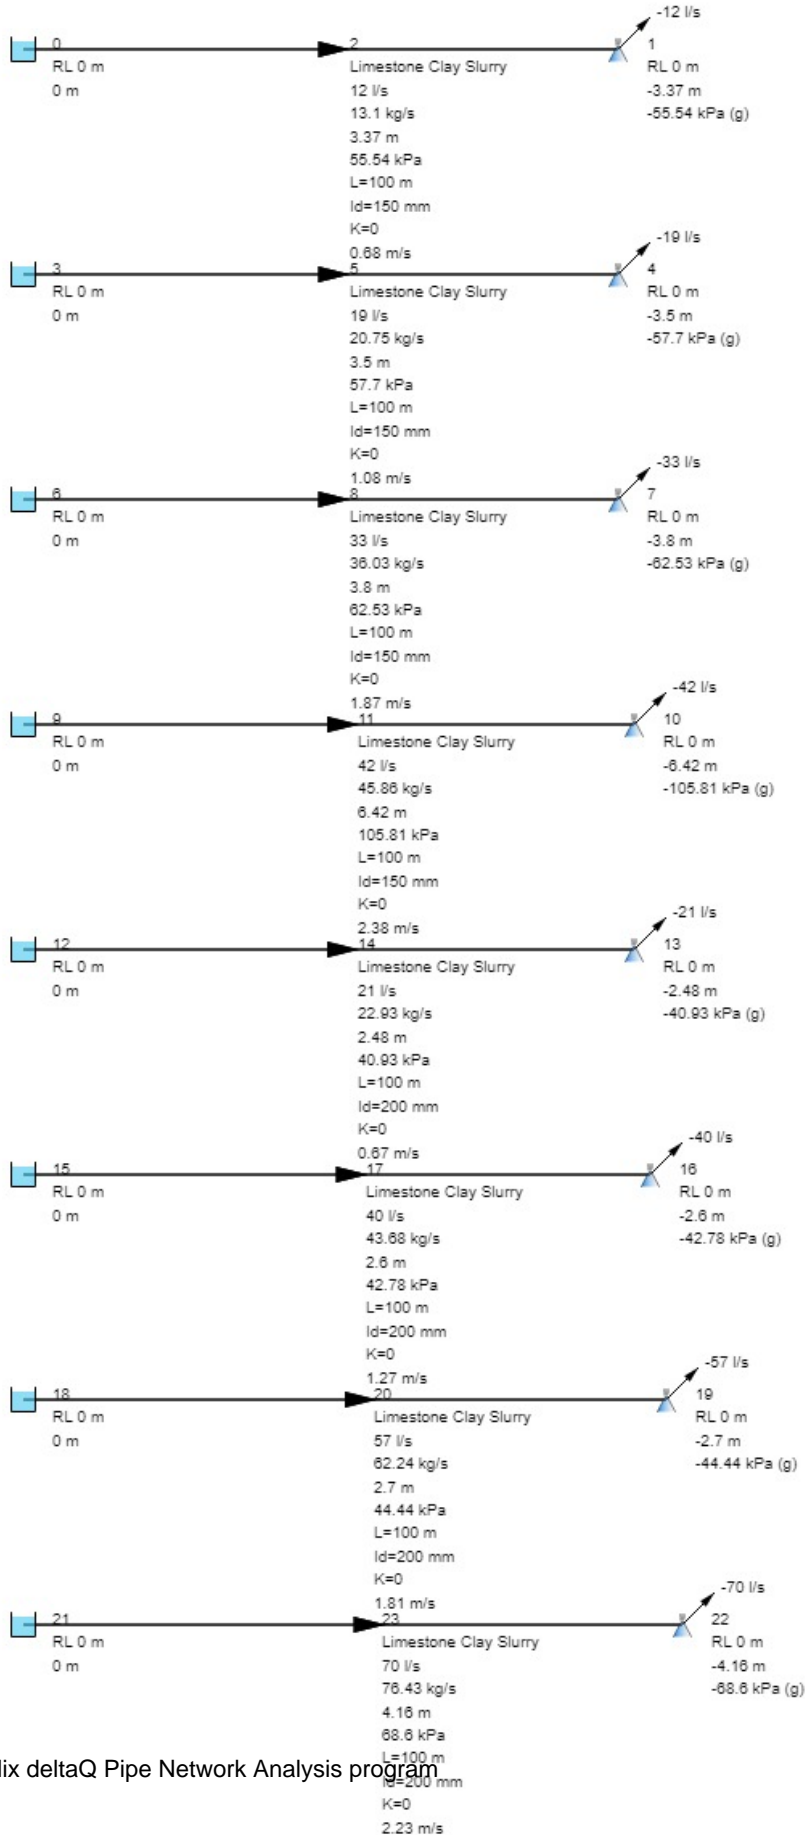 -12 l/s
0
2
1
RL 0 m
Limestone Clay Slurry
RL 0 m
0 m
12 l/s
-3.37 m
13.1 kg/s
-55.54 kPa (g)
3.37 m
55.54 kPa
L=100 m
Id=150 mm
K=0
0.68 m/s
-19 l/s
3
5
4
RL 0 m
Limestone Clay Slurry
RL 0 m
0 m
19 l/s
-3.5 m
20.75 kg/s
-57.7 kPa (g)
3.5 m
57.7 kPa
L=100 m
Id=150 mm
K=0
1.08 m/s
-33 l/s
6
8
7
RL 0 m
Limestone Clay Slurry
RL 0 m
0 m
33 l/s
-3.8 m
36.03 kg/s
-62.53 kPa (g)
3.8 m
62.53 kPa
L=100 m
Id=150 mm
K=0
1.87 m/s
-42 l/s
9
11
10
RL 0 m
Limestone Clay Slurry
RL 0 m
0 m
42 l/s
-6.42 m
45.86 kg/s
-105.81 kPa (g)
6.42 m
105.81 kPa
L=100 m
Id=150 mm
K=0
2.38 m/s
-21 l/s
12
14
13
RL 0 m
Limestone Clay Slurry
RL 0 m
0 m
21 l/s
-2.48 m
22.93 kg/s
-40.93 kPa (g)
2.48 m
40.93 kPa
L=100 m
Id=200 mm
K=0
0.67 m/s
-40 l/s
15
17
16
RL 0 m
Limestone Clay Slurry
RL 0 m
0 m
40 l/s
-2.6 m
43.68 kg/s
-42.78 kPa (g)
2.6 m
42.78 kPa
L=100 m
Id=200 mm
K=0
1.27 m/s
-57 l/s
18
20
19
RL 0 m
Limestone Clay Slurry
RL 0 m
0 m
57 l/s
-2.7 m
62.24 kg/s
-44.44 kPa (g)
2.7 m
44.44 kPa
L=100 m
Id=200 mm
K=0
1.81 m/s
-70 l/s
21
23
22
RL 0 m
Limestone Clay Slurry
RL 0 m
0 m
70 l/s
-4.16 m
76.43 kg/s
-68.6 kPa (g)
4.16 m
68.6 kPa
L=100 m
lix deltaQ Pipe Network Analysis program
Id=200 mm
K=0
2.23 m/s